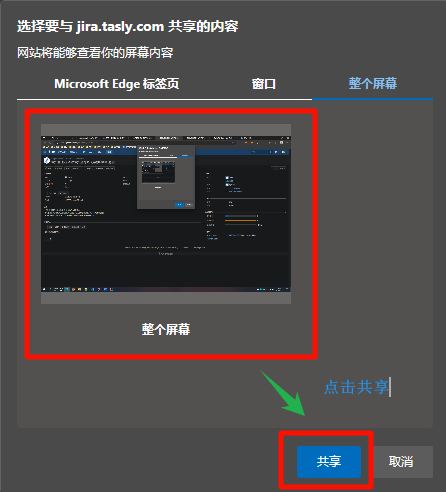 选择要与 jira.tasly.com 共享的内容
网站将能够查看你的屏幕内容
Microsoft Edge 标签页 窗口 整个屏幕
整个屏幕
点击共享
共享 取消